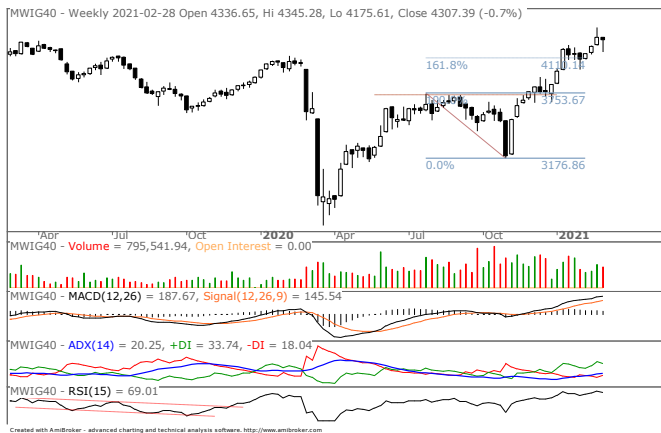 MWIG40 - Weekly 2021-02-28 Open 4336.65, Hi 4345.28, Lo 4175.61, Close 4307.39 (-0.7%)
161.8% 4110.14
3753.67
0.0% 3176.86
Apr Jul Oct 2020 Apr Jul Oct 2021
MWIG40 - Volume = 795,541.94, Open Interest = 0.00
MWIG40 - MACD(12,26) = 187.67, Signal(12,26,9) = 145.54
MWIG40 - ADX(14) = 20.25, +DI = 33.74, -DI = 18.04
MWIG40 - RSI(15) = 69.01
Created with AmiBroker - advanced charting and technical analysis software. http://www.amibroker.com